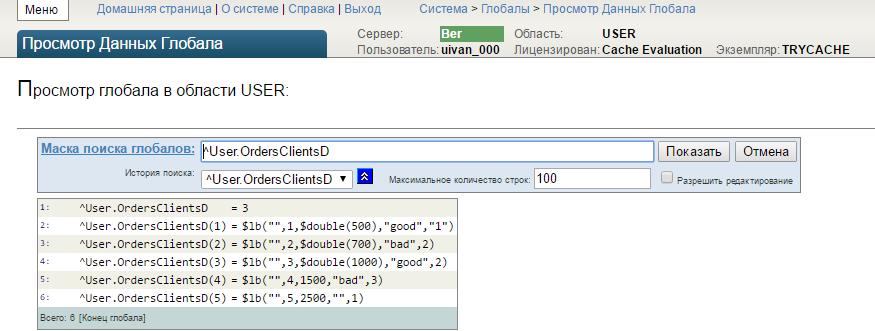 Меню Домашняя страница | О системе | Справка | Выход Система > Глобалы > Просмотр Данных Глобала
Просмотр Данных Глобала
Сервер: Ber Область: USER
Пользователь: uivan_000 Лицензирован: Cache Evaluation Экземпляр: TRYCACHE
Просмотр глобала в области USER:
Маска поиска глобалов: ^User.OrdersClientsD Показать Отмена
История поиска: ^User.OrdersClientsD Максимальное количество строк: 100 Разрешить редактирование
1: ^User.OrdersClientsD = 3
2: ^User.OrdersClientsD(1) = $lb("",1,$double(500),"good","1")
3: ^User.OrdersClientsD(2) = $lb("",2,$double(700),"bad",2)
4: ^User.OrdersClientsD(3) = $lb("",3,$double(1000),"good",2)
5: ^User.OrdersClientsD(4) = $lb("",4,1500,"bad",3)
6: ^User.OrdersClientsD(5) = $lb("",5,2500,"",1)
Всего: 6 [Конец глобала]